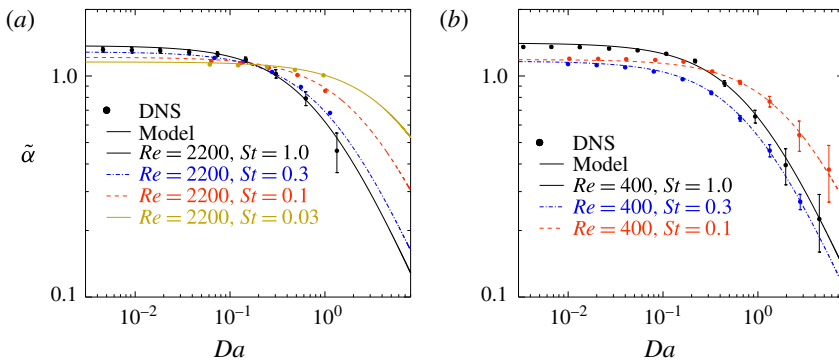 (a)
1.0
α̃
DNS
Model
Re = 2200, St = 1.0
Re = 2200, St = 0.3
Re = 2200, St = 0.1
Re = 2200, St = 0.03
0.1
10⁻² 10⁻¹ 10⁰
Da
(b)
1.0
DNS
Model
Re = 400, St = 1.0
Re = 400, St = 0.3
Re = 400, St = 0.1
0.1
10⁻² 10⁻¹ 10⁰
Da